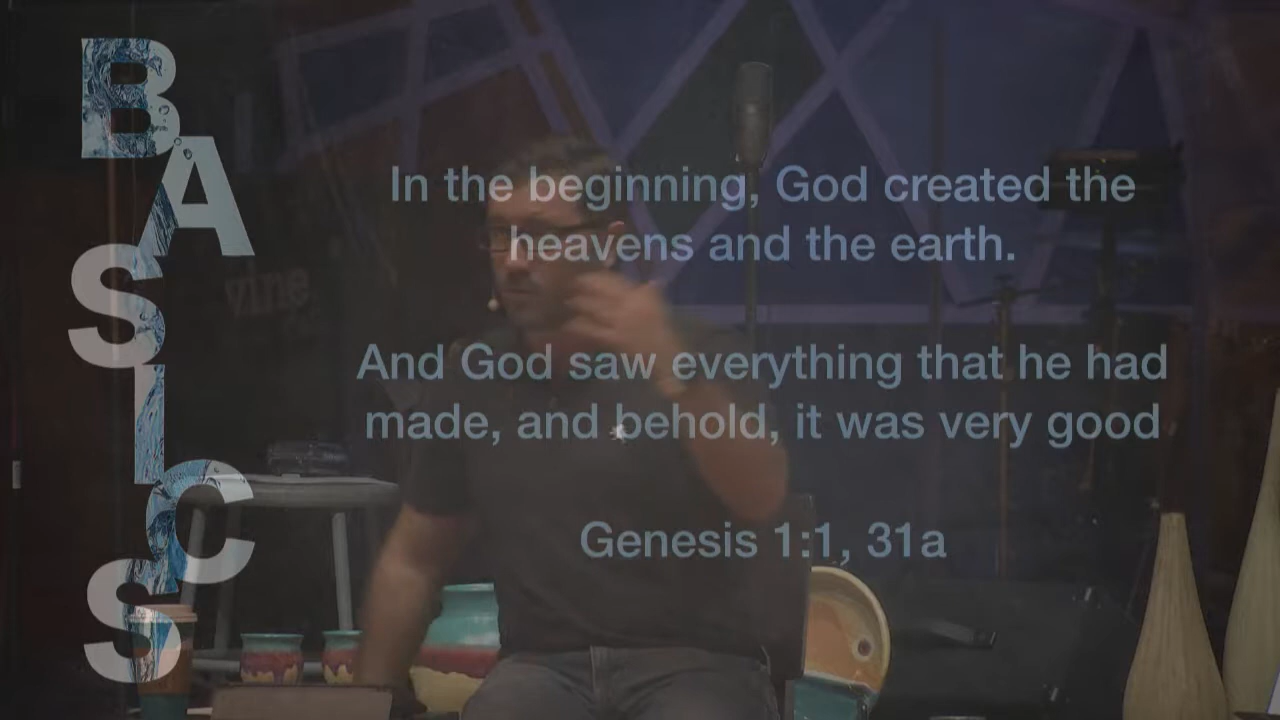 BASICS
In the beginning, God created the
heavens and the earth.
And God saw everything that he had
made, and behold, it was very good
Genesis 1:1, 31a
vine